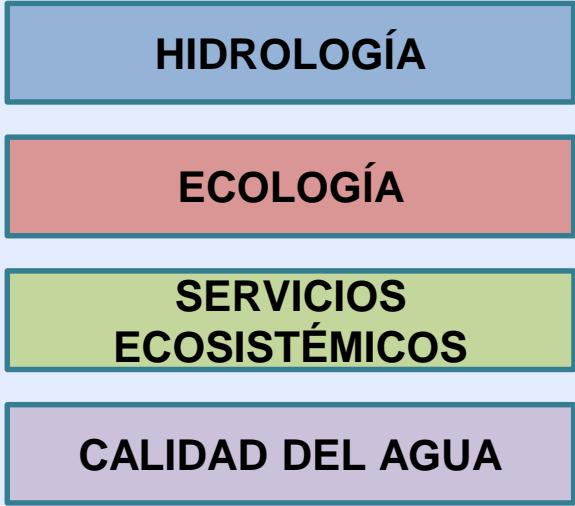 HIDROLOGÍA
ECOLOGÍA
SERVICIOS
ECOSISTÉMICOS
CALIDAD DEL AGUA